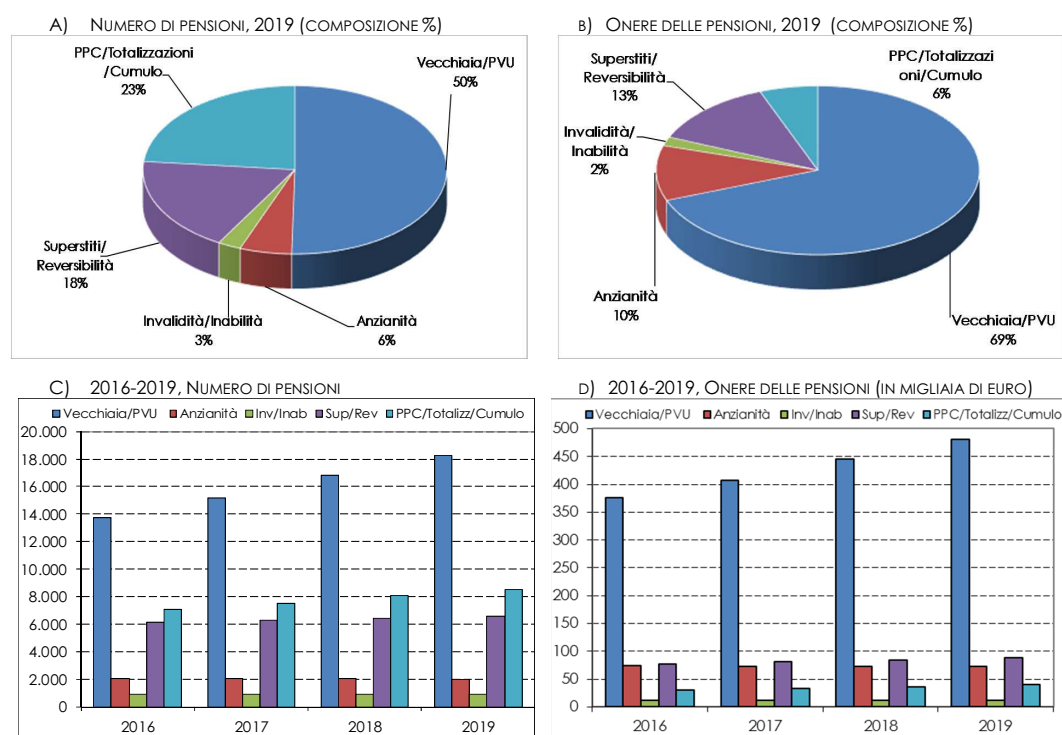 A) NUMERO DI PENSIONI, 2019 (COMPOSIZIONE %)
PPC/Totalizzazioni
/Cumulo
23%
Vecchiaia/PVU
50%
Superstiti/
Reversibilità
18%
Invalidità/Inabilità
3%
Anzianità
6%
B) ONERE DELLE PENSIONI, 2019 (COMPOSIZIONE %)
Superstiti/
Reversibilità
13%
PPC/Totalizzazi
oni/Cumulo
6%
Invalidità/
Inabilità
2%
Anzianità
10%
Vecchiaia/PVU
69%
C) 2016-2019, NUMERO DI PENSIONI
Vecchiaia/PVU Anzianità Inv/Inab Sup/Rev PPC/Totalizz/Cumulo
20.000
18.000
16.000
14.000
12.000
10.000
8.000
6.000
4.000
2.000
0
2016 2017 2018 2019
D) 2016-2019, ONERE DELLE PENSIONI (IN MIGLIAIA DI EURO)
Vecchiaia/PVU Anzianità Inv/Inab Sup/Rev PPC/Totalizz/Cumulo
500
450
400
350
300
250
200
150
100
50
0
2016 2017 2018 2019